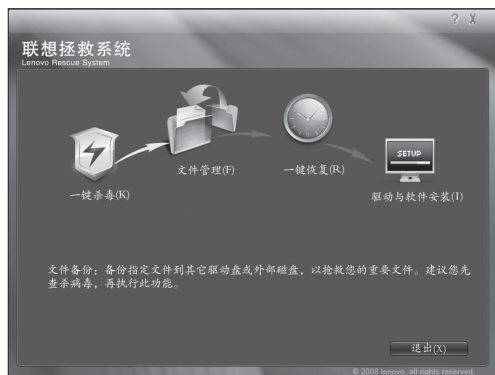 ? X
联想拯救系统
Lenovo Rescue System
SETUP
文件管理(F)
一键恢复(R)
一键杀毒(K)
驱动与软件安装(I)
文件备份：备份指定文件到其它驱动盘或外部磁盘，以抢救您的重要文件。建议您先
查杀病毒，再执行此功能。
退出(X)
© 2008 lenovo, all rights reserved